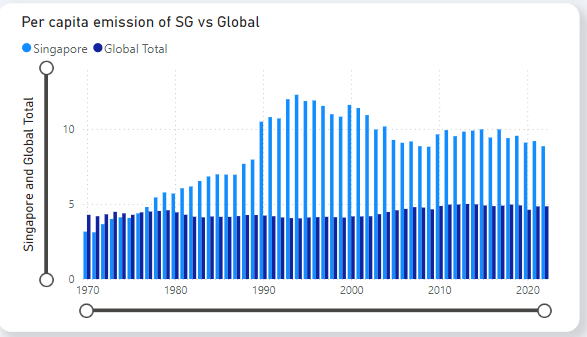 Per capita emission of SG vs Global
Singapore Global Total
Singapore and Global Total
10
5
0
1970 1980 1990 2000 2010 2020